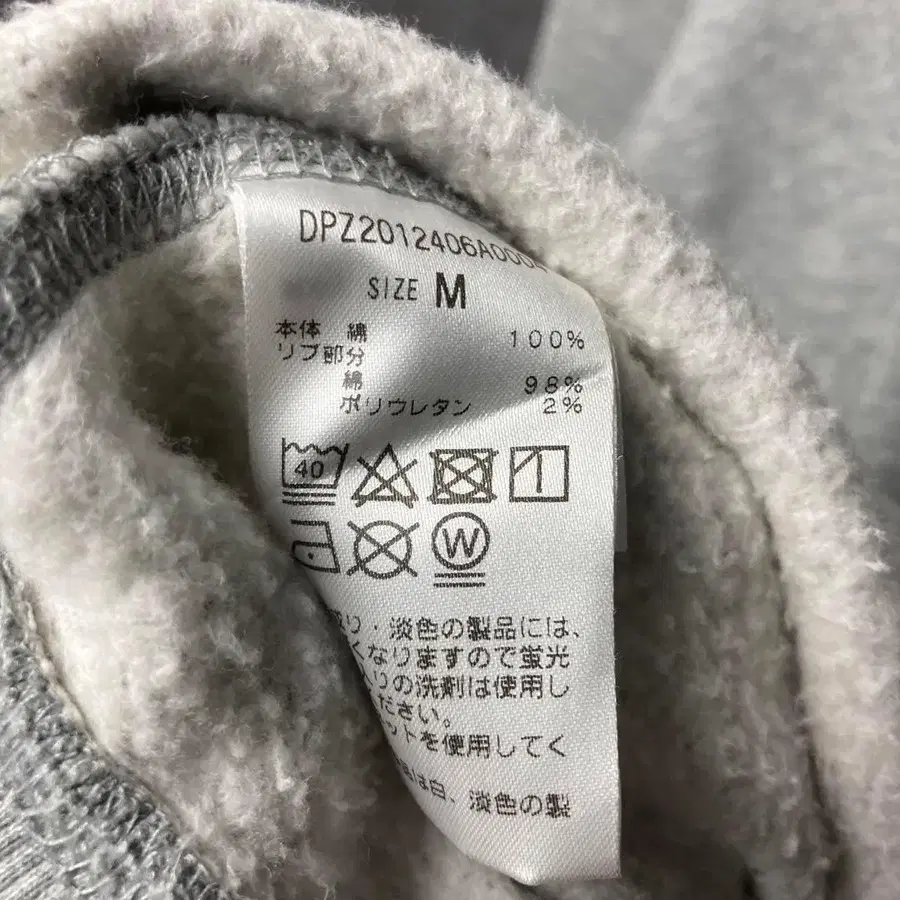 DPZ2012406A000
SIZE M
本体 綿 100%
リブ部分
綿 98%
ポリウレタン 2%
40
W
・淡色の製品には、
くなりますので蛍光
りの洗剤は使用し
ださい。
ットを使用してく
は白、淡色の製